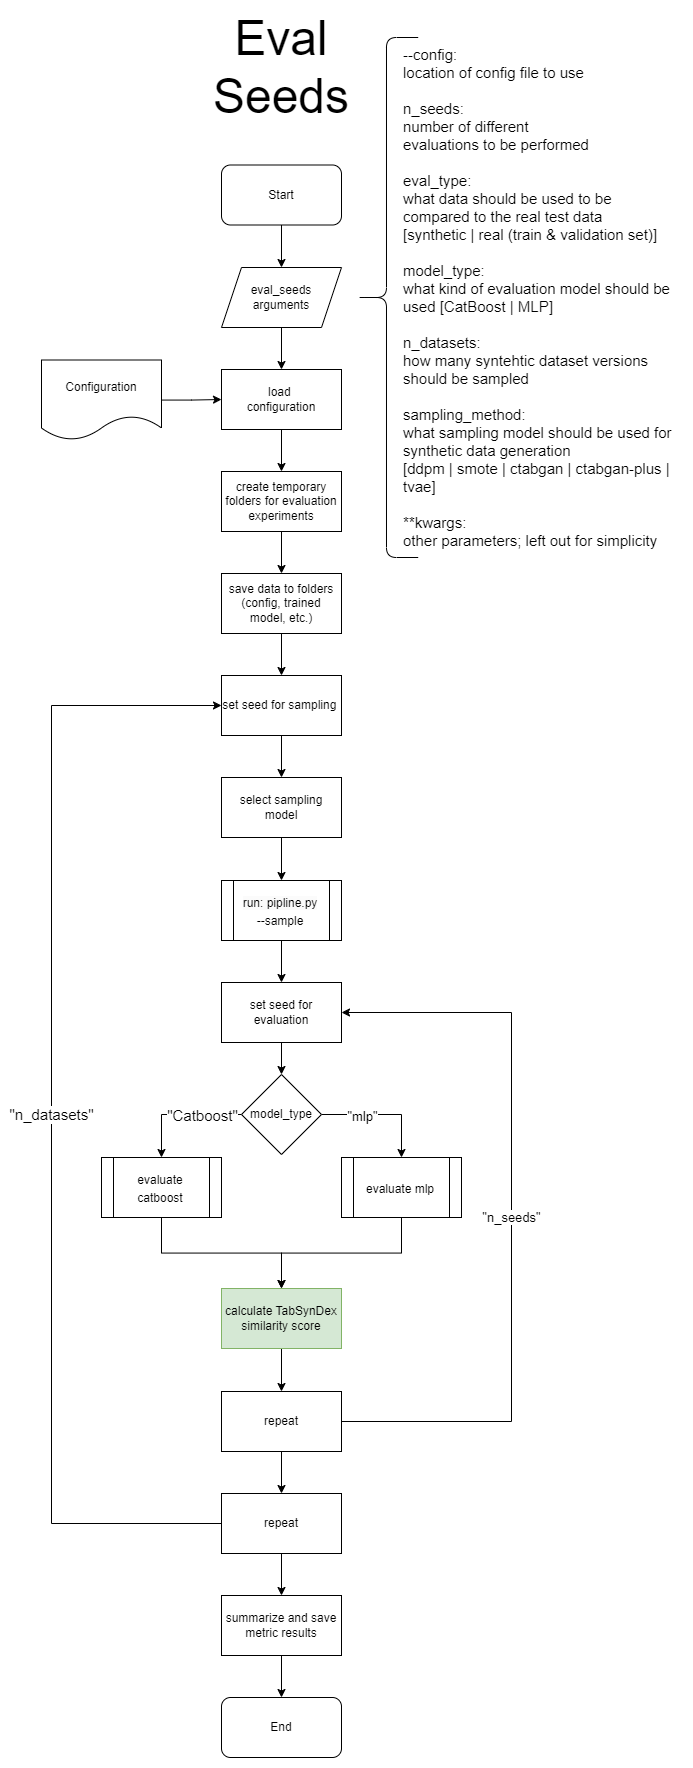 Eval
Seeds
--config:
location of config file to use
n_seeds:
number of different
evaluations to be performed
eval_type:
what data should be used to be
compared to the real test data
[synthetic | real (train & validation set)]
model_type:
what kind of evaluation model should be
used [CatBoost | MLP]
n_datasets:
how many syntehtic dataset versions
should be sampled
sampling_method:
what sampling model should be used for
synthetic data generation
[ddpm | smote | ctabgan | ctabgan-plus |
tvae]
**kwargs:
other parameters; left out for simplicity
Start
eval_seeds
arguments
Configuration
load
configuration
create temporary
folders for evaluation
experiments
save data to folders
(config, trained
model, etc.)
set seed for sampling
select sampling
model
run: pipline.py
--sample
set seed for
evaluation
"n_datasets"
"Catboost"
model_type
"mlp"
evaluate
catboost
evaluate mlp
"n_seeds"
calculate TabSynDex
similarity score
repeat
repeat
summarize and save
metric results
End